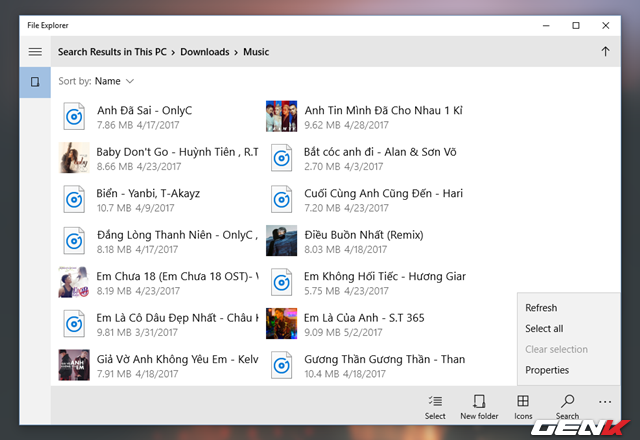 File Explorer
Search Results in This PC > Downloads > Music
Sort by: Name
Anh Đã Sai - OnlyC
7.86 MB 4/17/2017
Anh Tin Mình Đã Cho Nhau 1 Kỉ
9.62 MB 4/28/2017
Baby Don't Go - Huỳnh Tiên , R.T
8.66 MB 4/23/2017
Bắt cóc anh đi - Alan & Sơn Võ
2.70 MB 4/3/2017
Biển - Yanbi, T-Akayz
10.7 MB 4/9/2017
Cuối Cùng Anh Cũng Đến - Hari
7.20 MB 4/23/2017
Đắng Lòng Thanh Niên - OnlyC ,
8.18 MB 4/17/2017
Điều Buồn Nhất (Remix)
8.03 MB 4/18/2017
Em Chưa 18 (Em Chưa 18 OST)-
8.19 MB 4/23/2017
Em Không Hối Tiếc - Hương Giar
5.75 MB 4/23/2017
Em Là Cô Dâu Đẹp Nhất - Châu
9.81 MB 3/31/2017
Em Là Của Anh - S.T 365
9.09 MB 5/2/2017
Giả Vờ Anh Không Yêu Em - Kelv
7.91 MB 4/18/2017
Gương Thần Gương Thần - Than
10.4 MB 4/18/2017
Refresh
Select all
Clear selection
Properties
Select
New folder
Icons
Search
GENK